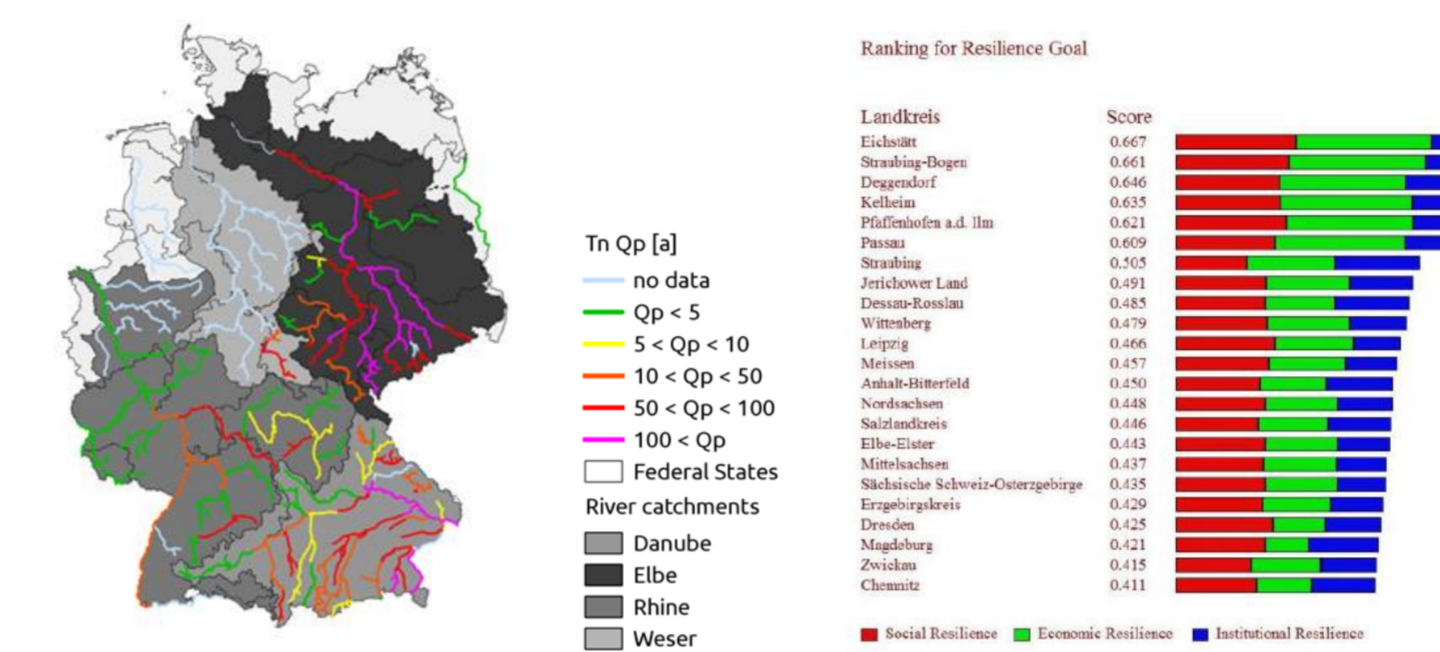 Tn Qp [a]
no data
Qp < 5
5 < Qp < 10
10 < Qp < 50
50 < Qp < 100
100 < Qp
Federal States
River catchments
Danube
Elbe
Rhine
Weser
Ranking for Resilience Goal
Landkreis Score
Eichstätt 0.667
Straubing-Bogen 0.661
Deggendorf 0.646
Kelheim 0.635
Pfaffenhofen a.d. Ilm 0.621
Passau 0.609
Straubing 0.505
Jerichower Land 0.491
Dessau-Rosslau 0.485
Wittenberg 0.479
Leipzig 0.466
Meissen 0.457
Anhalt-Bitterfeld 0.450
Nordsachsen 0.448
Salzlandkreis 0.446
Elbe-Elster 0.443
Mittelsachsen 0.437
Sächsische Schweiz-Osterzgebirge 0.435
Erzgebirgskreis 0.429
Dresden 0.425
Magdeburg 0.421
Zwickau 0.415
Chemnitz 0.411
Social Resilience Economic Resilience Institutional Resilience